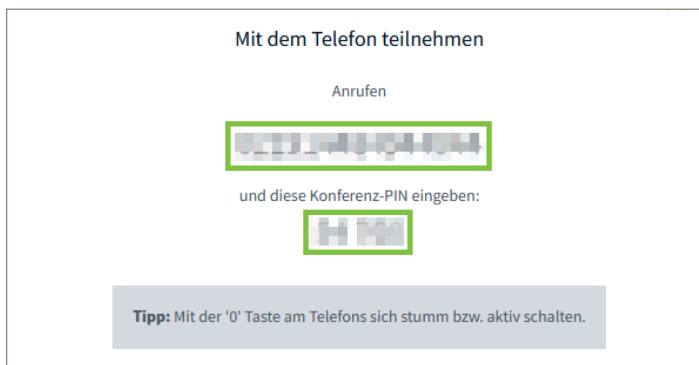 Mit dem Telefon teilnehmen
Anrufen
und diese Konferenz-PIN eingeben:
Tipp: Mit der '0' Taste am Telefons sich stumm bzw. aktiv schalten.